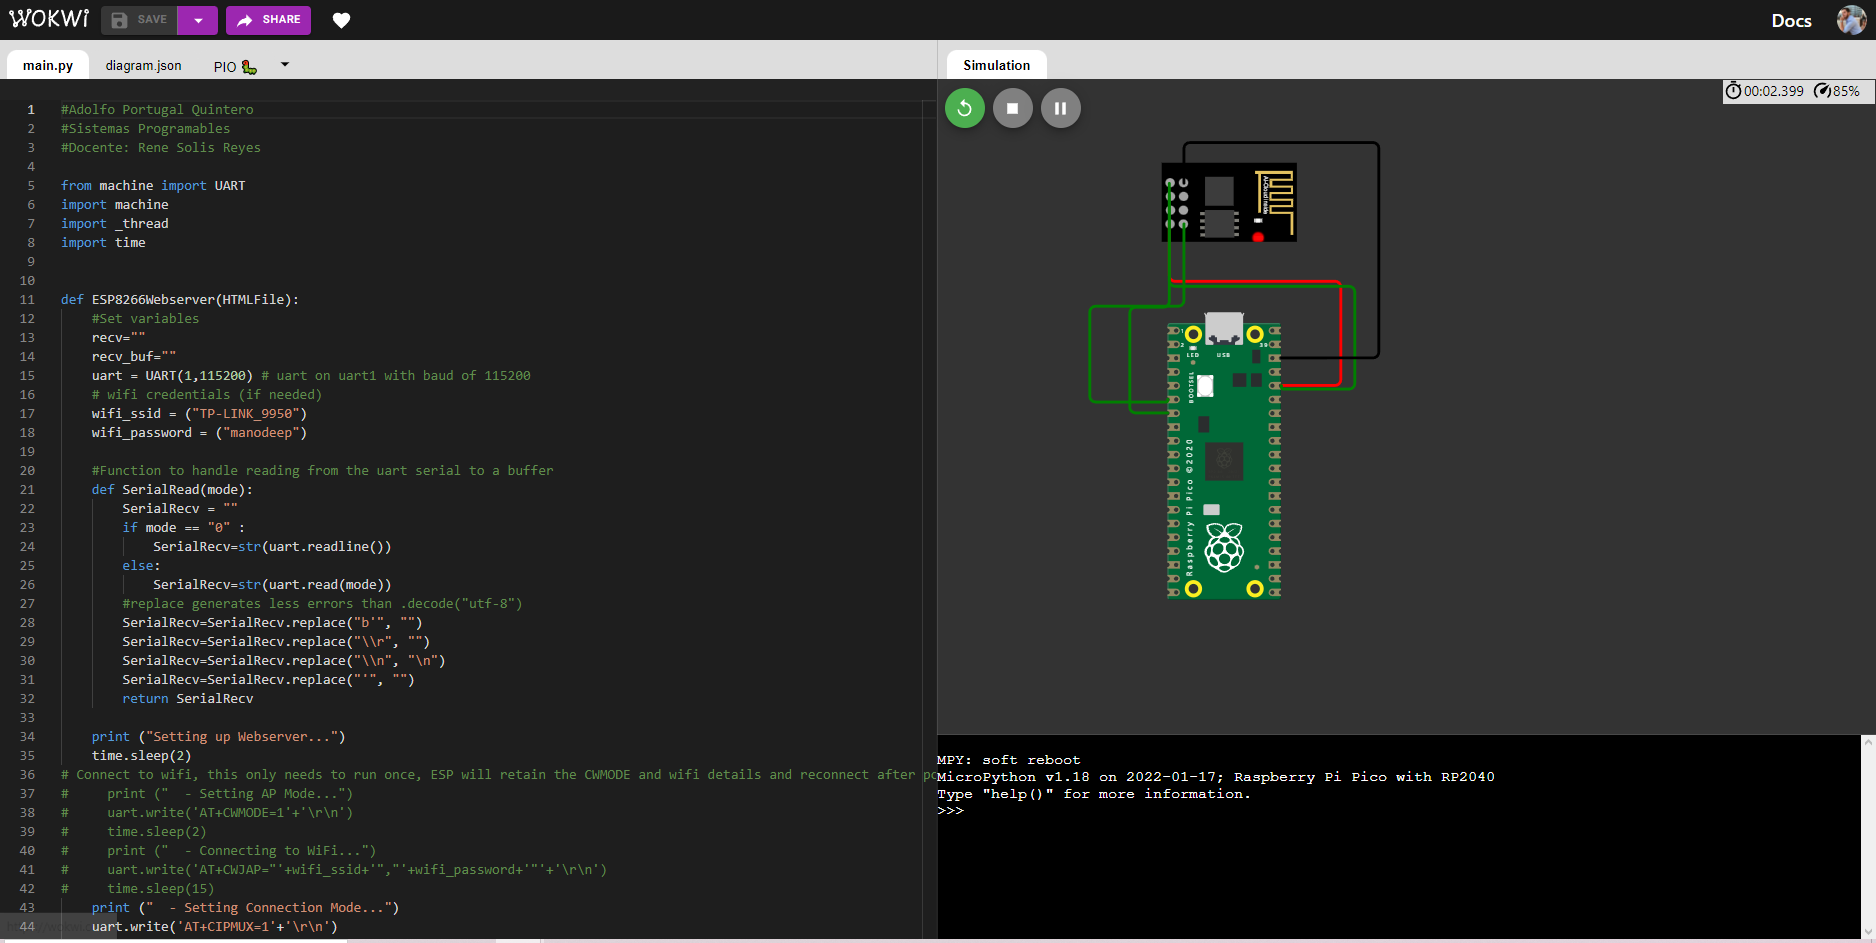 WOKWi
SAVE
SHARE
Docs
main.py
diagram.json
PIO
Simulation
00:02.399
85%
1 #Adolfo Portugal Quintero
2 #Sistemas Programables
3 #Docente: Rene Solis Reyes
4
5 from machine import UART
6 import machine
7 import _thread
8 import time
9
10
11 def ESP8266Webserver(HTMLFile):
12     #Set variables
13     recv=""
14     recv_buf=""
15     uart = UART(1,115200) # uart on uart1 with baud of 115200
16     # wifi credentials (if needed)
17     wifi_ssid = ("TP-LINK_9950")
18     wifi_password = ("manodeep")
19
20     #Function to handle reading from the uart serial to a buffer
21     def SerialRead(mode):
22         SerialRecv = ""
23         if mode == "0" :
24             SerialRecv=str(uart.readline())
25         else:
26             SerialRecv=str(uart.read(mode))
27         #replace generates less errors than .decode("utf-8")
28         SerialRecv=SerialRecv.replace("b'", "")
29         SerialRecv=SerialRecv.replace("\\r", "")
30         SerialRecv=SerialRecv.replace("\\n", "\n")
31         SerialRecv=SerialRecv.replace("'", "")
32         return SerialRecv
33
34     print ("Setting up Webserver...")
35     time.sleep(2)
36 # Connect to wifi, this only needs to run once, ESP will retain the CWMODE and wifi details and reconnect after po
37 #     print ("  - Setting AP Mode...")
38 #     uart.write('AT+CWMODE=1'+'\r\n')
39 #     time.sleep(2)
40 #     print ("  - Connecting to WiFi...")
41 #     uart.write('AT+CWJAP="'+wifi_ssid+'","'+wifi_password+'"'+'\r\n')
42 #     time.sleep(15)
43     print ("  - Setting Connection Mode...")
44     uart.write('AT+CIPMUX=1'+'\r\n')
AI-Cloud Inside
1
2
39
LED
USB
BOOTSEL
Raspberry Pi Pico ©2020
MPY: soft reboot
MicroPython v1.18 on 2022-01-17; Raspberry Pi Pico with RP2040
Type "help()" for more information.
>>>